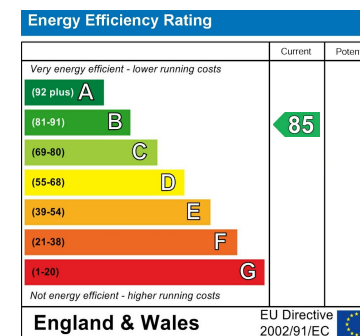 Energy Efficiency Rating
Current Poten
Very energy efficient - lower running costs
(92 plus) A
(81-91) B
85
(69-80) C
(55-68) D
(39-54) E
(21-38) F
(1-20) G
Not energy efficient - higher running costs
England & Wales
EU Directive
2002/91/EC